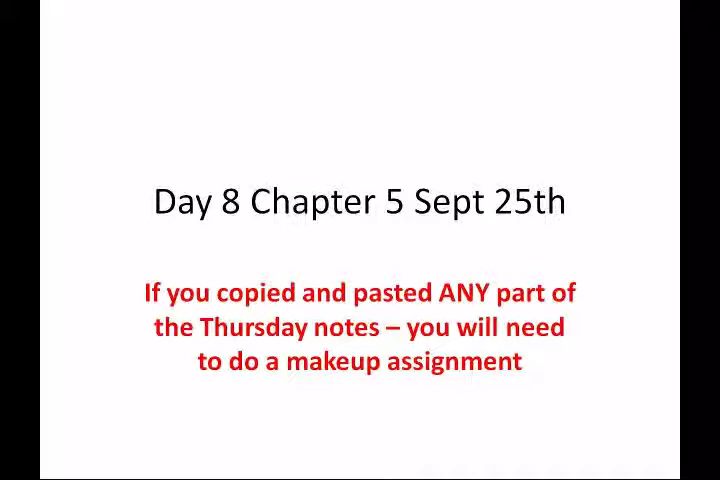 Day 8 Chapter 5 Sept 25th
If you copied and pasted ANY part of
the Thursday notes – you will need
to do a makeup assignment